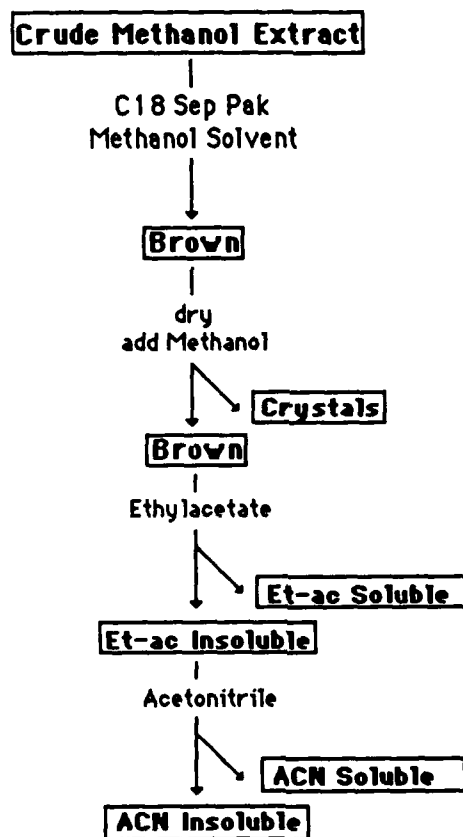 Crude Methanol Extract
C18 Sep Pak
Methanol Solvent
Brown
dry
add Methanol
Crystals
Brown
Ethylacetate
Et-ac Soluble
Et-ac Insoluble
Acetonitrile
ACN Soluble
ACN Insoluble